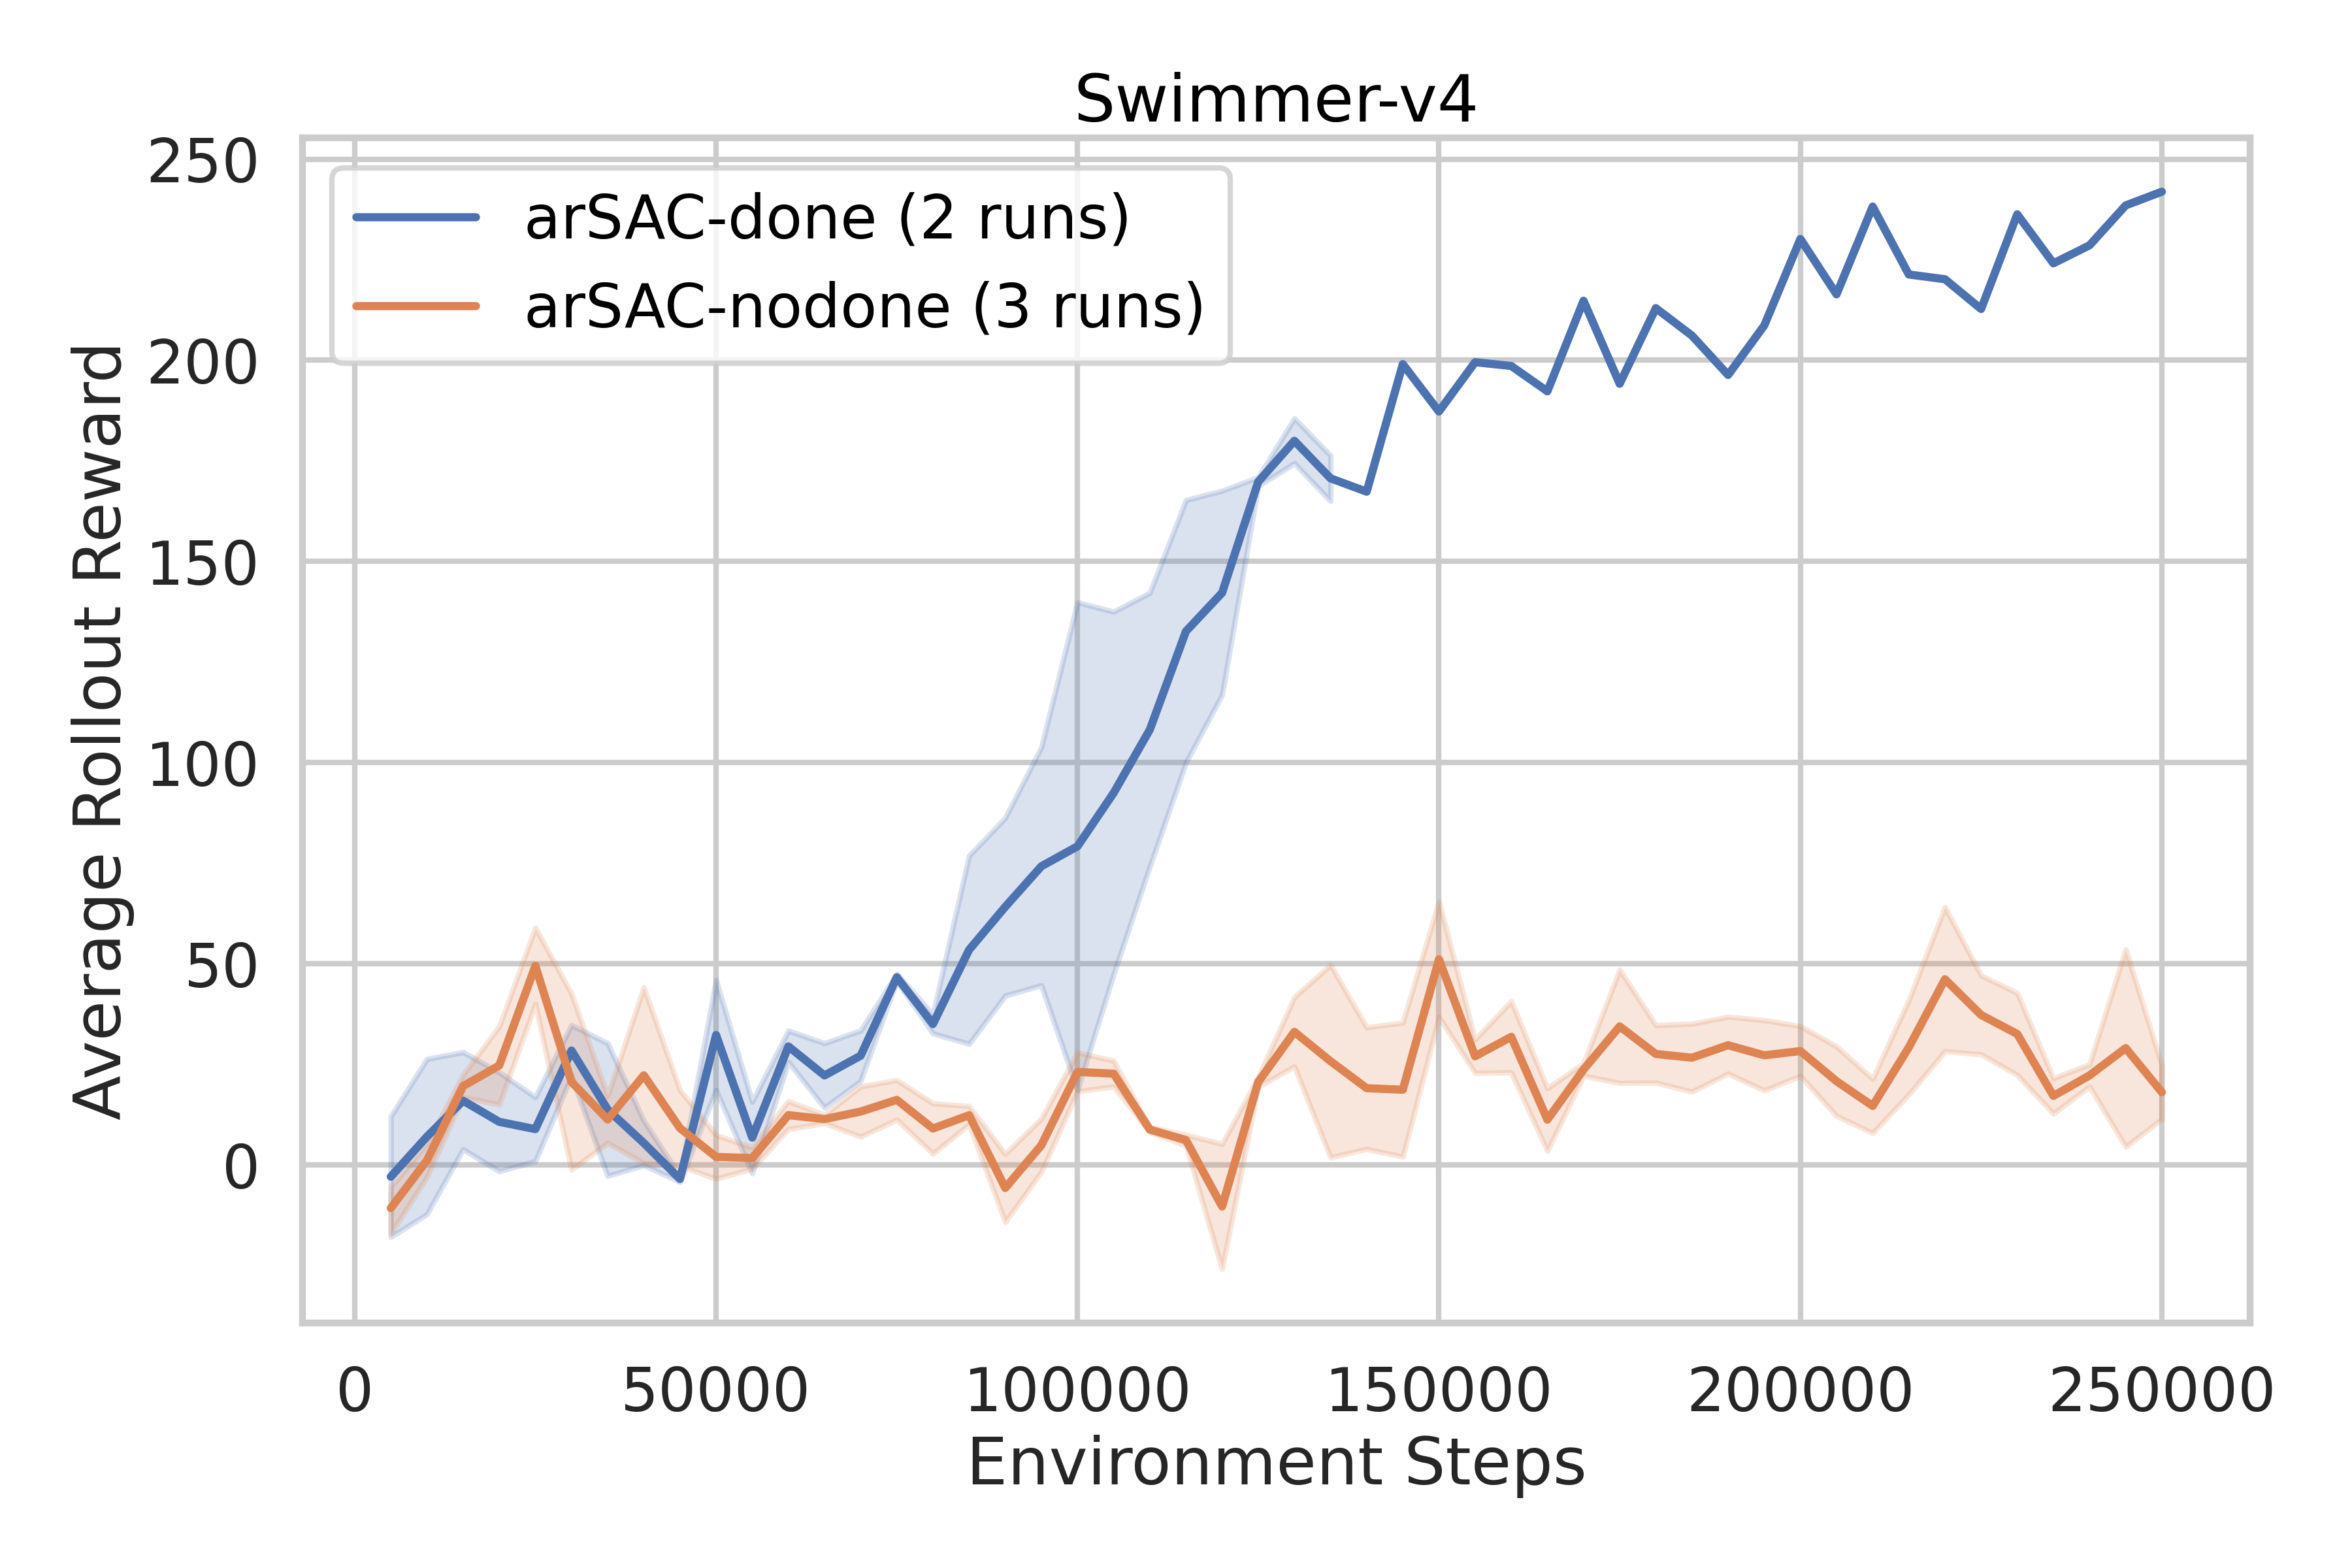 Swimmer-v4
250
200
150
100
50
0
Average Rollout Reward
arSAC-done (2 runs)
arSAC-nodone (3 runs)
0 50000 100000 150000 200000 250000
Environment Steps